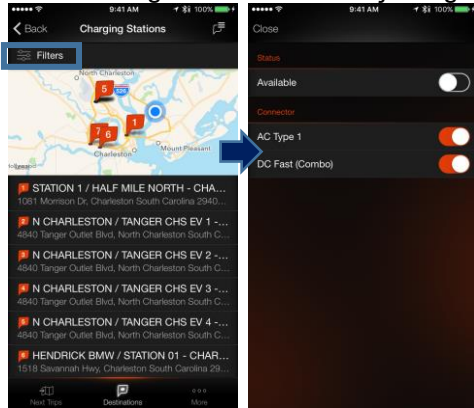 9:41 AM
100%
Back
Charging Stations
Filters
North Charleston
526
5
1
7
6
Charleston
Mount Pleasant
STATION 1 / HALF MILE NORTH - CHA...
1081 Morrison Dr, Charleston South Carolina 2940...
N CHARLESTON / TANGER CHS EV 1 -...
4840 Tanger Outlet Blvd, North Charleston South C...
N CHARLESTON / TANGER CHS EV 2 -...
4840 Tanger Outlet Blvd, North Charleston South C...
N CHARLESTON / TANGER CHS EV 3 -...
4840 Tanger Outlet Blvd, North Charleston South C...
N CHARLESTON / TANGER CHS EV 4 -...
4840 Tanger Outlet Blvd, North Charleston South C...
HENDRICK BMW / STATION 01 - CHAR...
1518 Savannah Hwy, Charleston South Carolina 29...
Next Trips
Destinations
More
9:41 AM
100%
Close
Status
Available
Connector
AC Type 1
DC Fast (Combo)